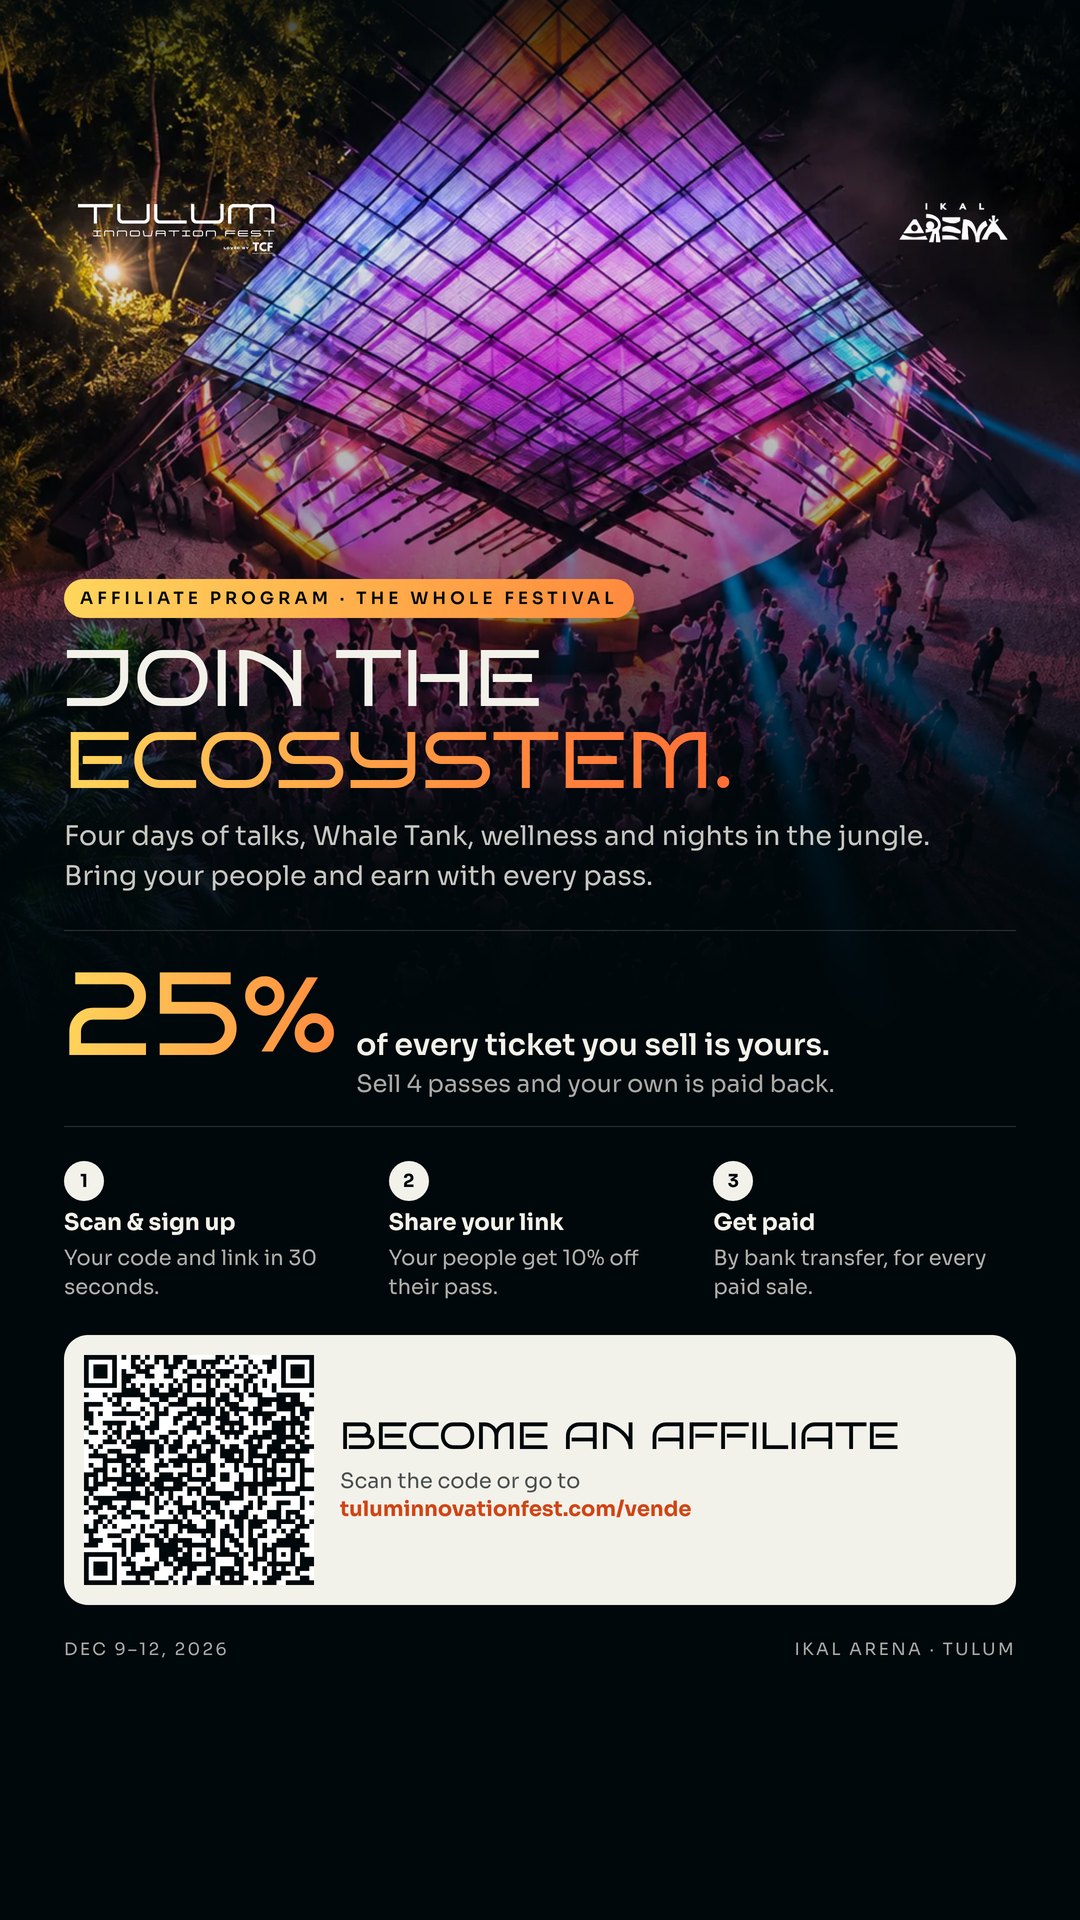 TULUM
INNOVATION FEST
LOVED BY TCF
IKAL
ARENA
AFFILIATE PROGRAM · THE WHOLE FESTIVAL
JOIN THE
ECOSYSTEM.
Four days of talks, Whale Tank, wellness and nights in the jungle.
Bring your people and earn with every pass.
25% of every ticket you sell is yours.
Sell 4 passes and your own is paid back.
1
Scan & sign up
Your code and link in 30
seconds.
2
Share your link
Your people get 10% off
their pass.
3
Get paid
By bank transfer, for every
paid sale.
BECOME AN AFFILIATE
Scan the code or go to
tuluminnovationfest.com/vende
DEC 9–12, 2026
IKAL ARENA · TULUM